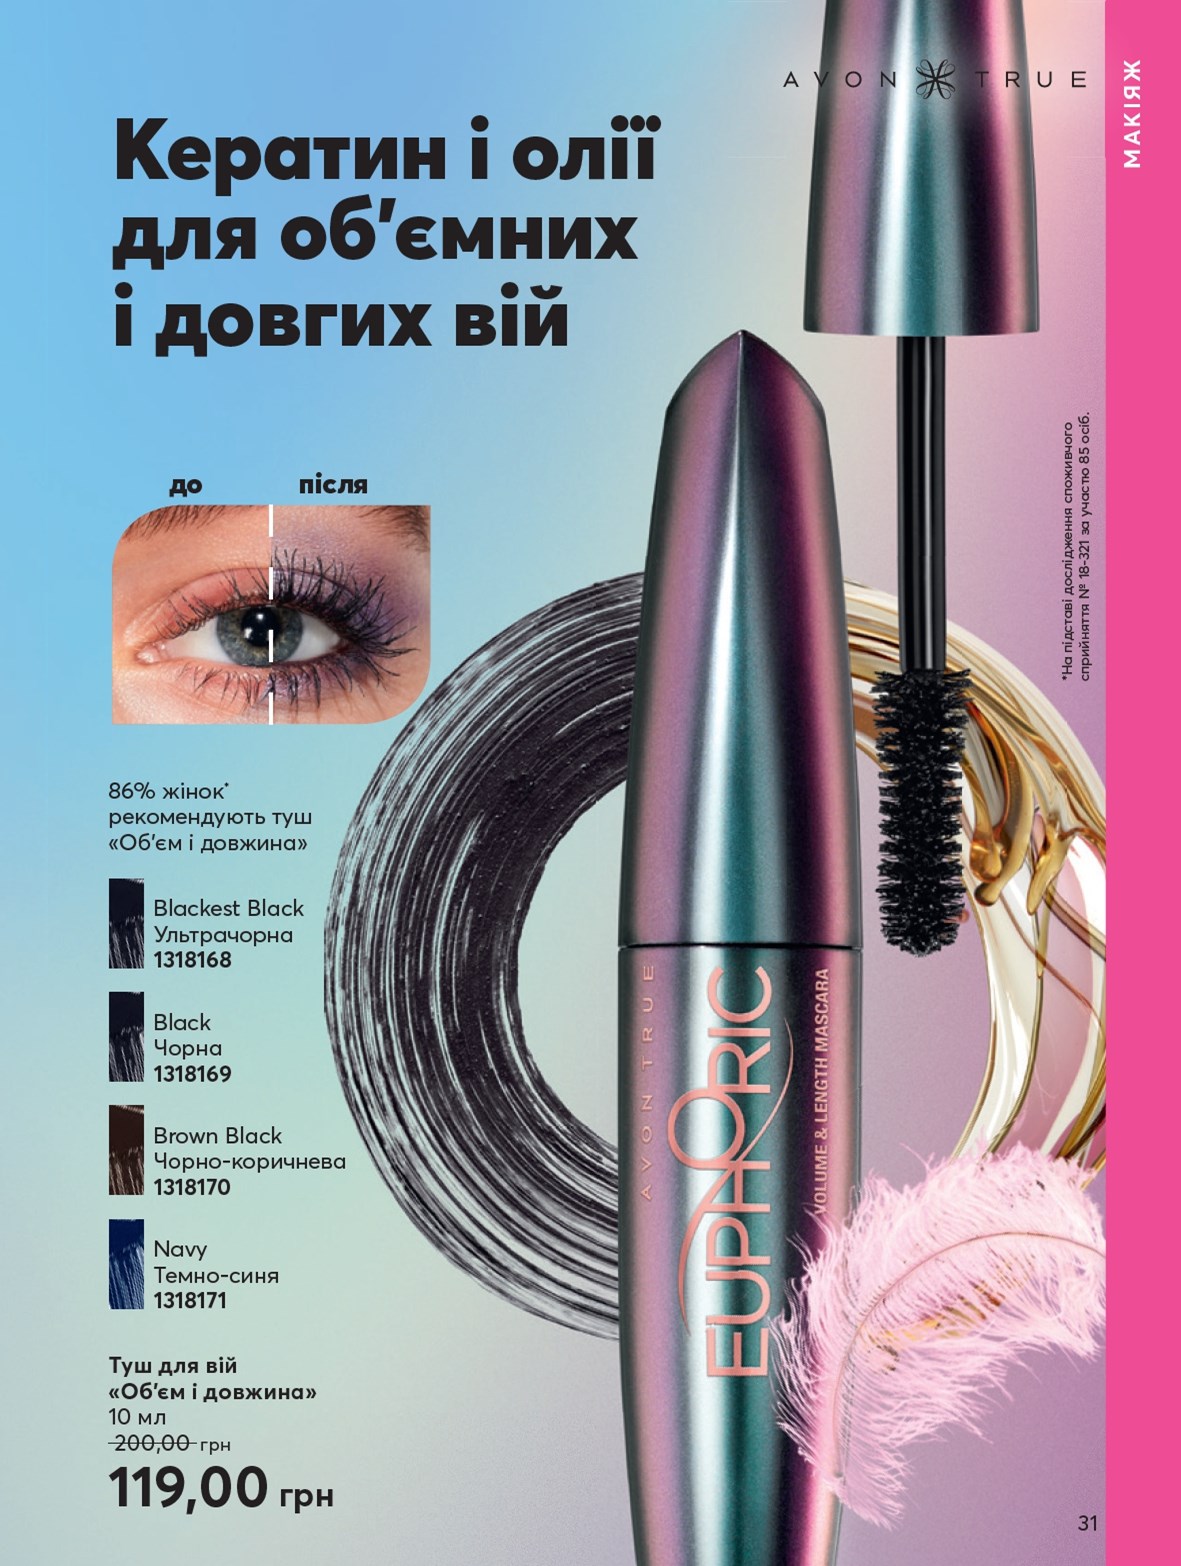 AVON TRUE
МАКІЯЖ
Кератин і олії
для об’ємних
і довгих вій
до
після
*На підставі дослідження споживчого
сприйняття № 18-321 за участю 85 осіб.
86% жінок*
рекомендують туш
«Об’єм і довжина»
Blackest Black
Ультрачорна
1318168
Black
Чорна
1318169
Brown Black
Чорно-коричнева
1318170
Navy
Темно-синя
1318171
Туш для вій
«Об’єм і довжина»
10 мл
200,00 грн
119,00 грн
AVON TRUE
EUPHORIC
VOLUME & LENGTH MASCARA
31